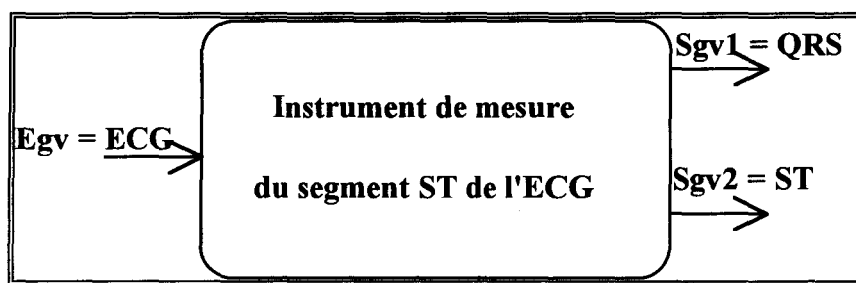 Sgv1 = QRS
Instrument de mesure
Egv = ECG
du segment ST de l'ECG
Sgv2 = ST